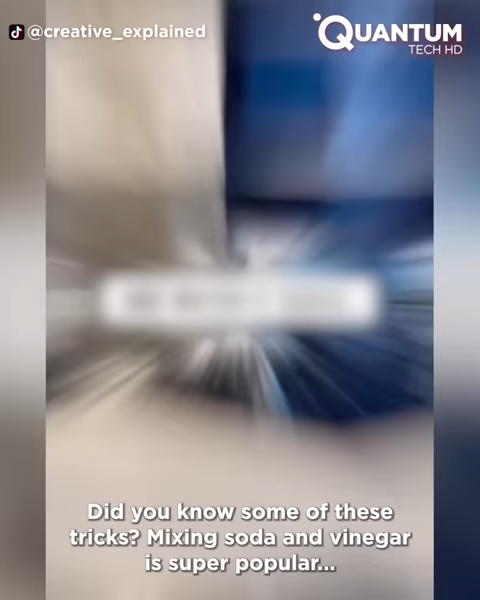 @creative_explained
QUANTUM
TECH HD
Did you know some of these
tricks? Mixing soda and vinegar
is super popular...